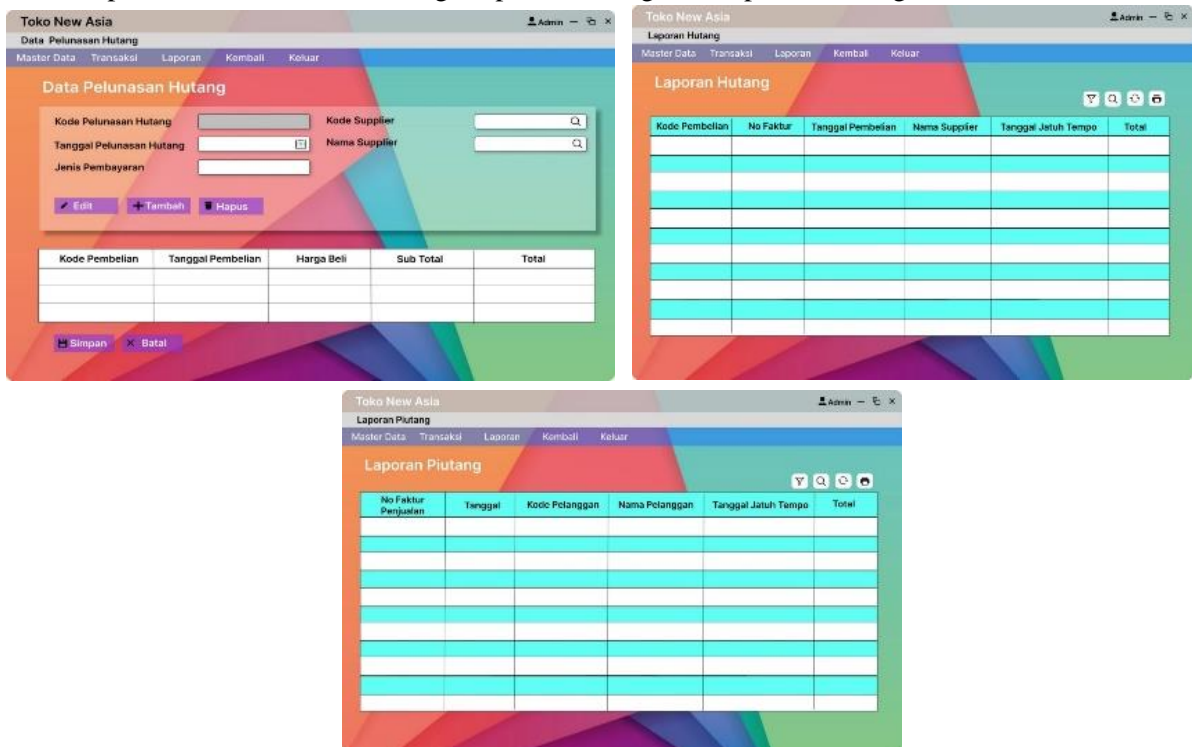 Toko New Asia
Admin
Data Pelunasan Hutang
Master Data Transaksi Laporan Kembali Keluar
Data Pelunasan Hutang
Kode Pelunasan Hutang Kode Supplier
Tanggal Pelunasan Hutang Nama Supplier
Jenis Pembayaran
Edit Tambah Hapus
Kode Pembelian Tanggal Pembelian Harga Beli Sub Total Total
Simpan Batal
Toko New Asia
Admin
Laporan Hutang
Master Data Transaksi Laporan Kembali Keluar
Laporan Hutang
Kode Pembelian No Faktur Tanggal Pembelian Nama Supplier Tanggal Jatuh Tempo Total
Toko New Asia
Admin
Laporan Piutang
Master Data Transaksi Laporan Kembali Keluar
Laporan Piutang
No Faktur Penjualan Tanggal Kode Pelanggan Nama Pelanggan Tanggal Jatuh Tempo Total